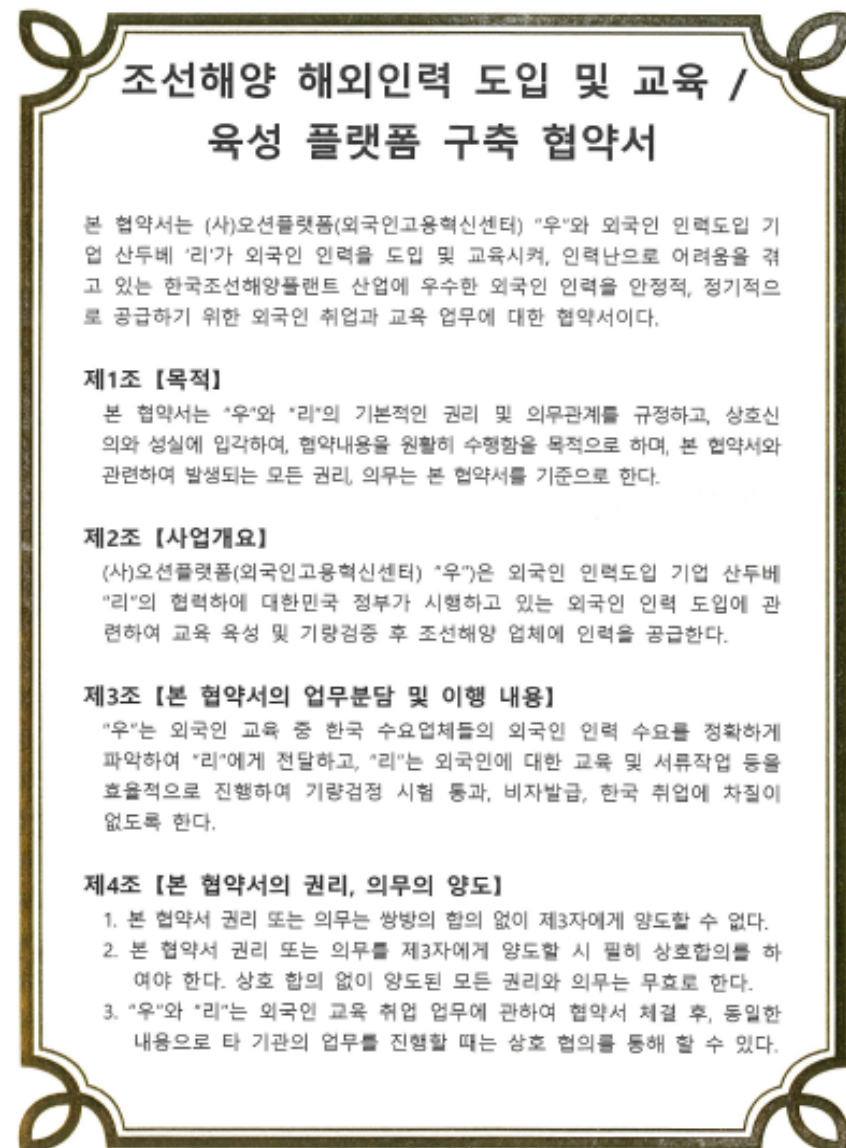 조선해양 해외인력 도입 및 교육 /
육성 플랫폼 구축 협약서
본 협약서는 (사)오션플랫폼(외국인고용혁신센터) "우"와 외국인 인력도입 기
업 산두베 '리'가 외국인 인력을 도입 및 교육시켜, 인력난으로 어려움을 겪
고 있는 한국조선해양플랜트 산업에 우수한 외국인 인력을 안정적, 정기적으
로 공급하기 위한 외국인 취업과 교육 업무에 대한 협약서이다.
제1조【목적】
본 협약서는 "우"와 "리"의 기본적인 권리 및 의무관계를 규정하고, 상호신
의와 성실에 입각하여, 협약내용을 원활히 수행함을 목적으로 하며, 본 협약서와
관련하여 발생되는 모든 권리, 의무는 본 협약서를 기준으로 한다.
제2조【사업개요】
(사)오션플랫폼(외국인고용혁신센터) "우")은 외국인 인력도입 기업 산두베
"리"의 협력하에 대한민국 정부가 시행하고 있는 외국인 인력 도입에 관
련하여 교육 육성 및 기량검증 후 조선해양 업체에 인력을 공급한다.
제3조【본 협약서의 업무분담 및 이행 내용】
"우"는 외국인 교육 중 한국 수요업체들의 외국인 인력 수요를 정확하게
파악하여 "리"에게 전달하고, "리"는 외국인에 대한 교육 및 서류작업 등을
효율적으로 진행하여 기량검정 시험 통과, 비자발급, 한국 취업에 차질이
없도록 한다.
제4조【본 협약서의 권리, 의무의 양도】
1. 본 협약서 권리 또는 의무는 쌍방의 합의 없이 제3자에게 양도할 수 없다.
2. 본 협약서 권리 또는 의무를 제3자에게 양도할 시 필히 상호합의를 하
여야 한다. 상호 합의 없이 양도된 모든 권리와 의무는 무효로 한다.
3. "우"와 "리"는 외국인 교육 취업 업무에 관하여 협약서 체결 후, 동일한
내용으로 타 기관의 업무를 진행할 때는 상호 협의를 통해 할 수 있다.